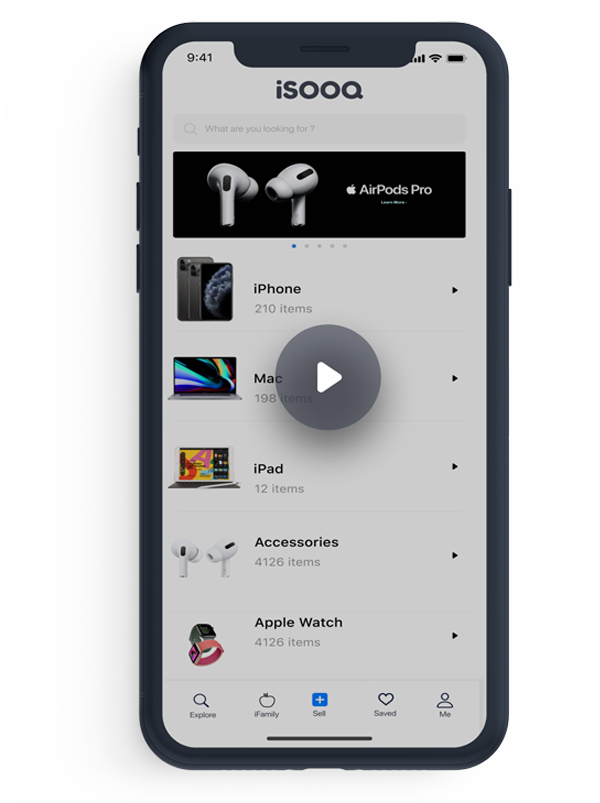 9:41
iSOOQ
What are you looking for ?
AirPods Pro
Learn More ›
iPhone
210 items
Mac
198 items
iPad
12 items
Accessories
4126 items
Apple Watch
4126 items
Explore
iFamily
Sell
Saved
Me